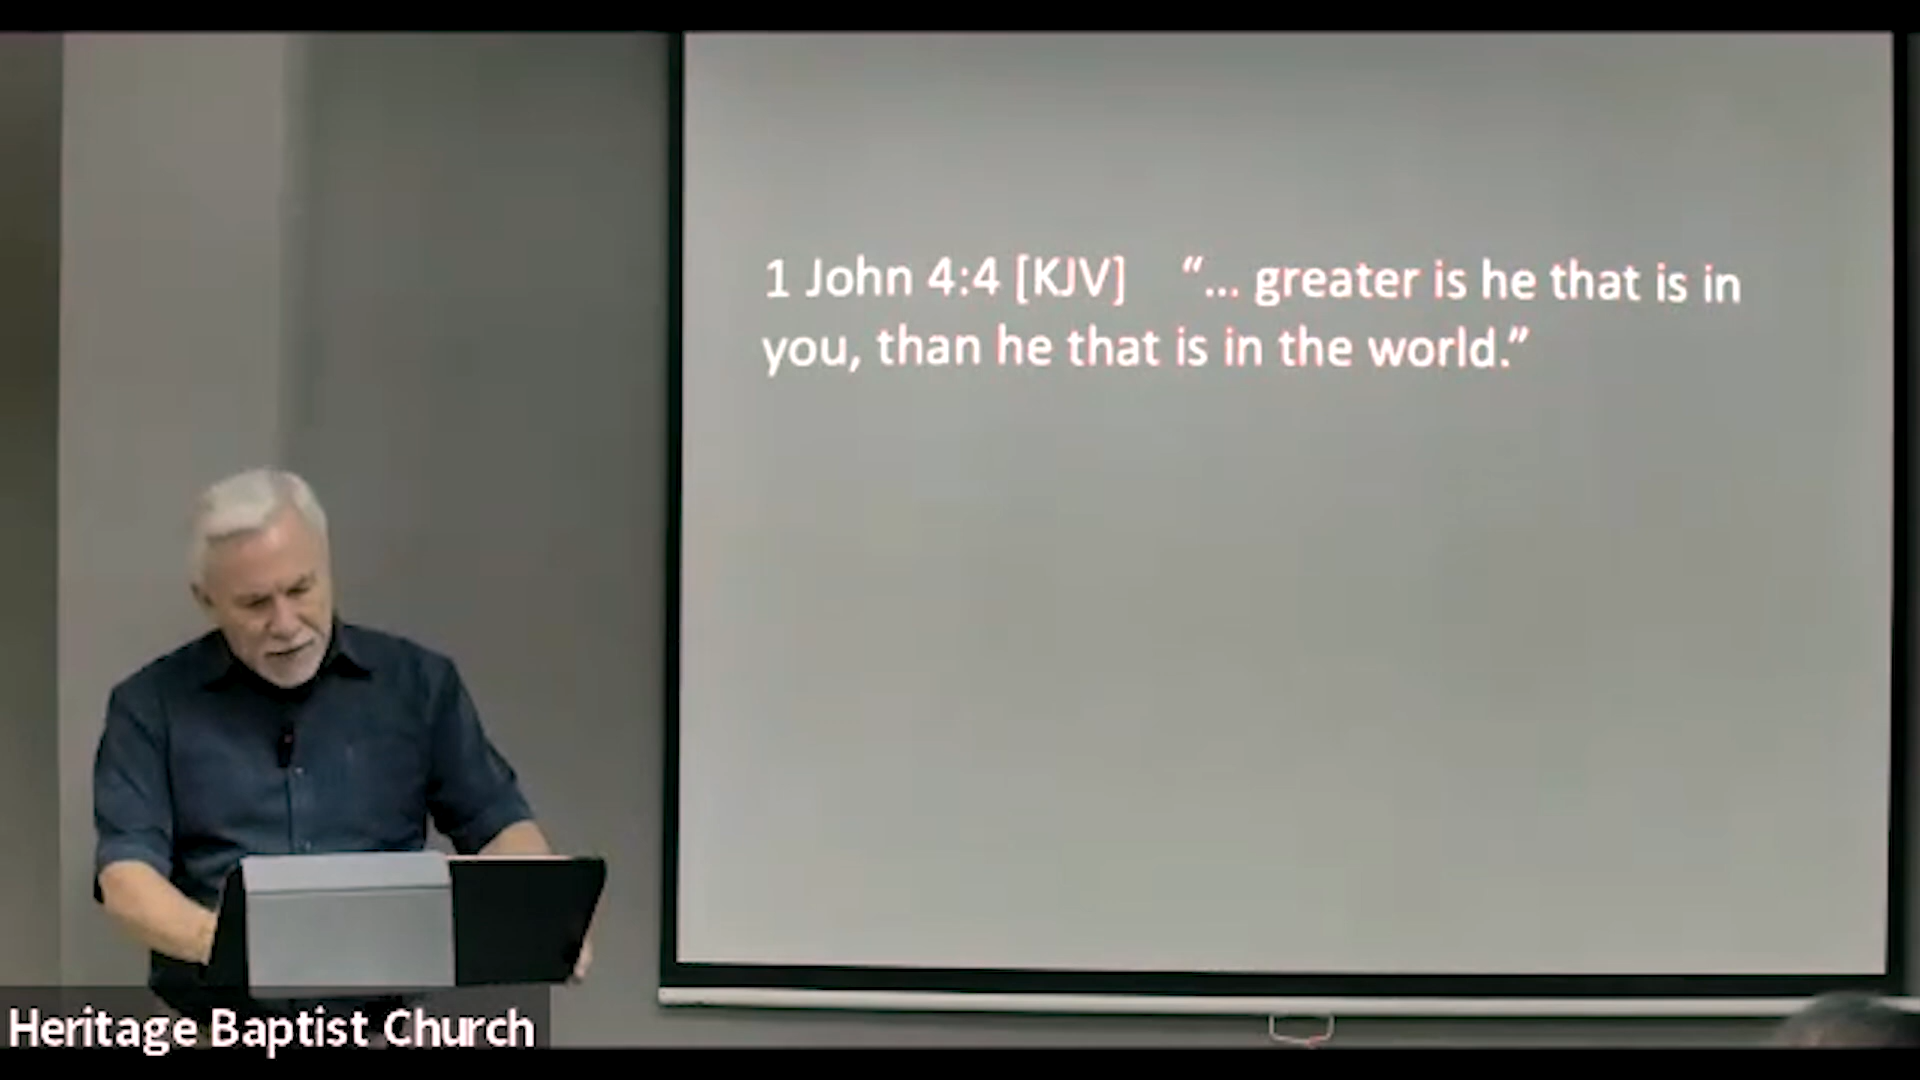 1 John 4:4 [KJV] “... greater is he that is in
you, than he that is in the world.”
Heritage Baptist Church